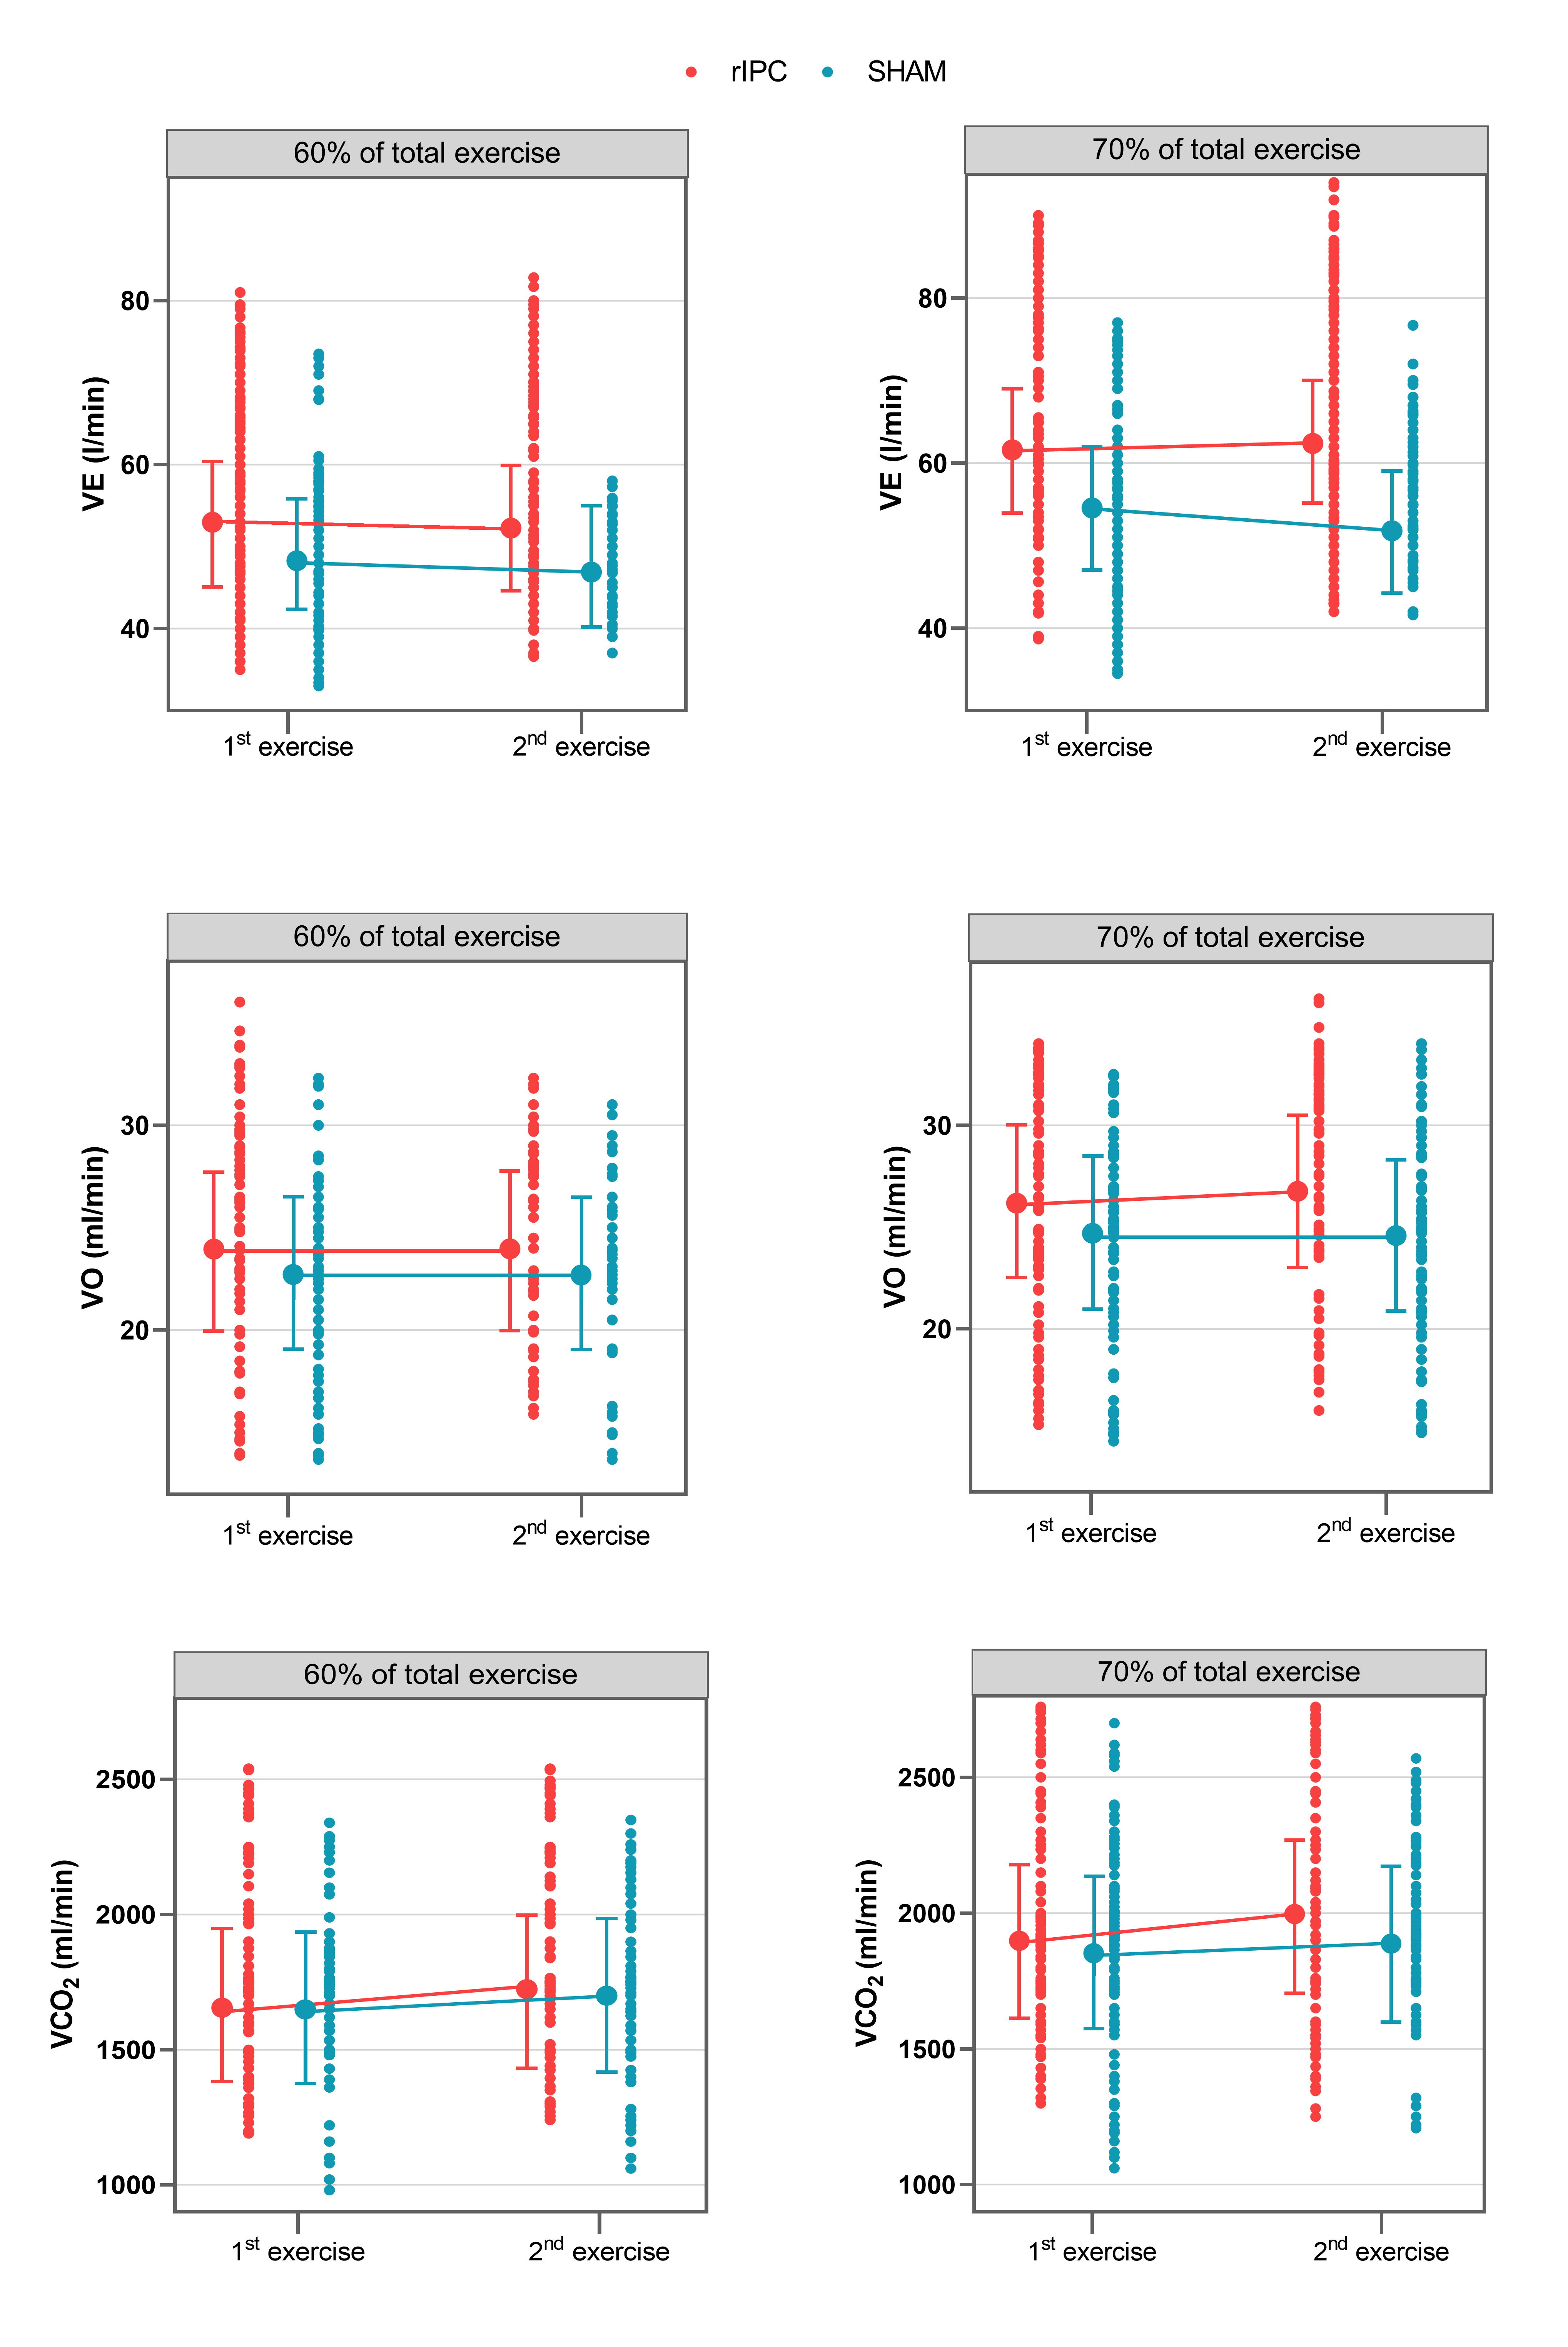 rIPC SHAM
60% of total exercise
VE (l/min)
80
60
40
1st exercise 2nd exercise
70% of total exercise
VE (l/min)
80
60
40
1st exercise 2nd exercise
60% of total exercise
VO (ml/min)
30
20
1st exercise 2nd exercise
70% of total exercise
VO (ml/min)
30
20
1st exercise 2nd exercise
60% of total exercise
VCO2 (ml/min)
2500
2000
1500
1000
1st exercise 2nd exercise
70% of total exercise
VCO2 (ml/min)
2500
2000
1500
1000
1st exercise 2nd exercise